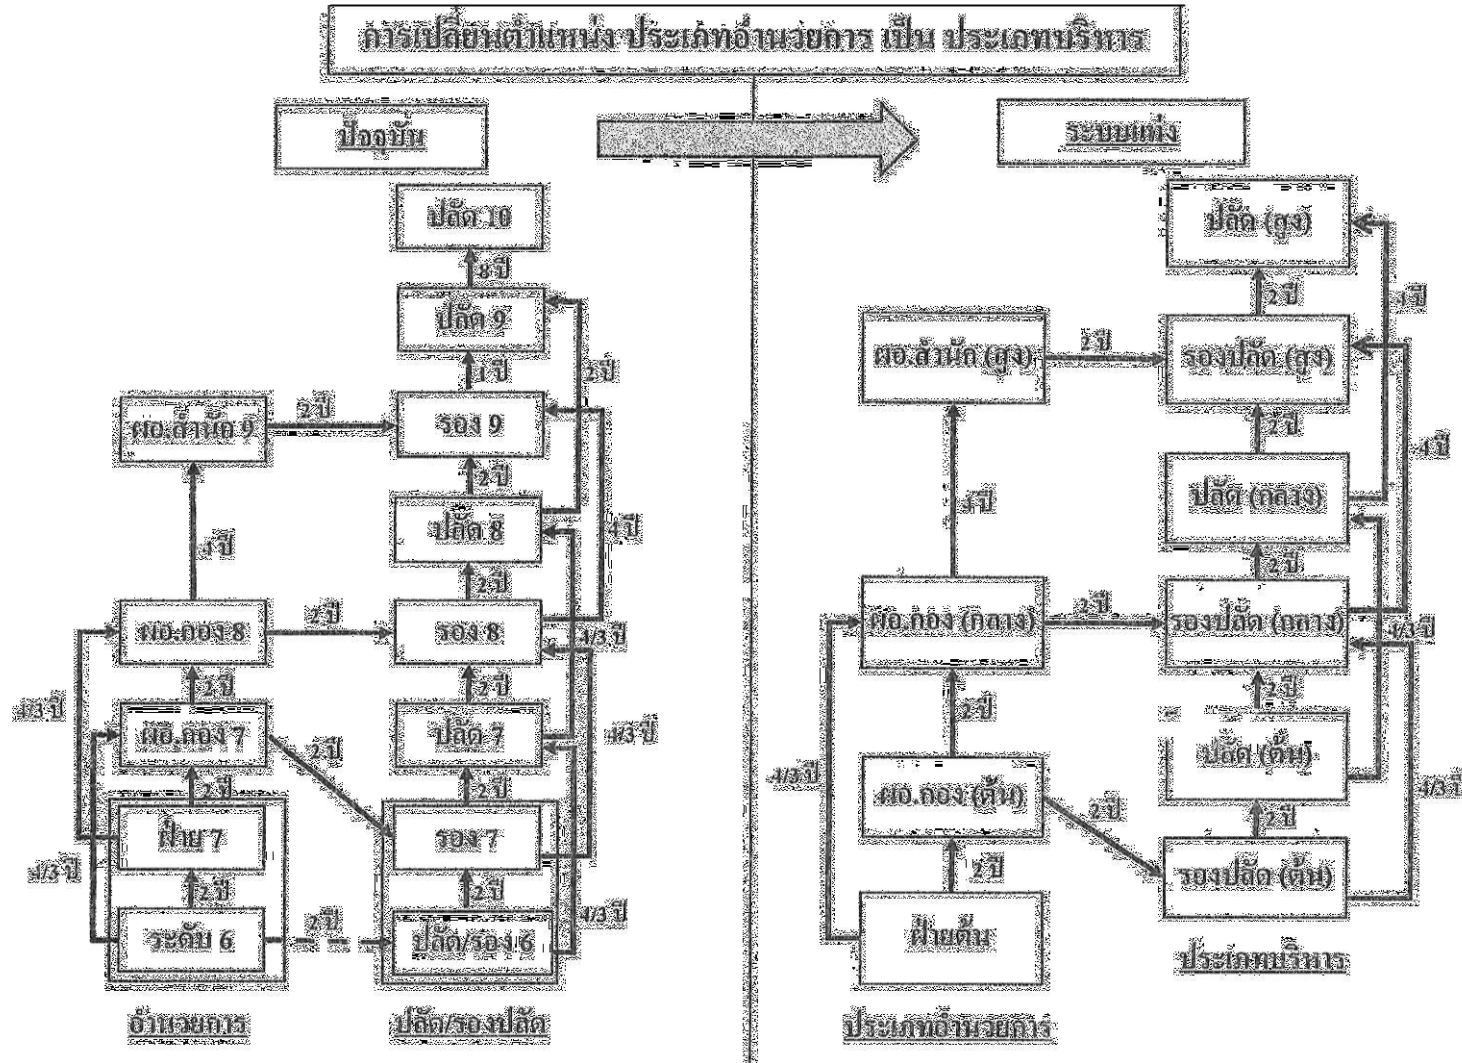 การเปลี่ยนตำแหน่ง ประเภทอำนวยการ เป็น ประเภทบริหาร
ปัจจุบัน
ระบบแท่ง
ปลัด 10
8 ปี
ปลัด 9
1 ปี
2 ปี
ผอ.สำนัก 9
2 ปี
รอง 9
2 ปี
ปลัด 8
4 ปี
4 ปี
2 ปี
ผอ.กอง 8
2 ปี
รอง 8
4/3 ปี
2 ปี
2 ปี
4/3 ปี
ผอ.กอง 7
ปลัด 7
4/3 ปี
2 ปี
2 ปี
2 ปี
ฝ่าย 7
รอง 7
4/3 ปี
2 ปี
2 ปี
4/3 ปี
ระดับ 6
2 ปี
ปลัด/รอง 6
อำนวยการ
ปลัด/รองปลัด
ปลัด (สูง)
2 ปี
4 ปี
ผอ.สำนัก (สูง)
2 ปี
รองปลัด (สูง)
2 ปี
4 ปี
ปลัด (กลาง)
4 ปี
2 ปี
ผอ.กอง (กลาง)
2 ปี
รองปลัด (กลาง)
4/3 ปี
2 ปี
2 ปี
ปลัด (ต้น)
4/3 ปี
4/3 ปี
ผอ.กอง (ต้น)
2 ปี
2 ปี
2 ปี
รองปลัด (ต้น)
ฝ่ายต้น
ประเภทบริหาร
ประเภทอำนวยการ